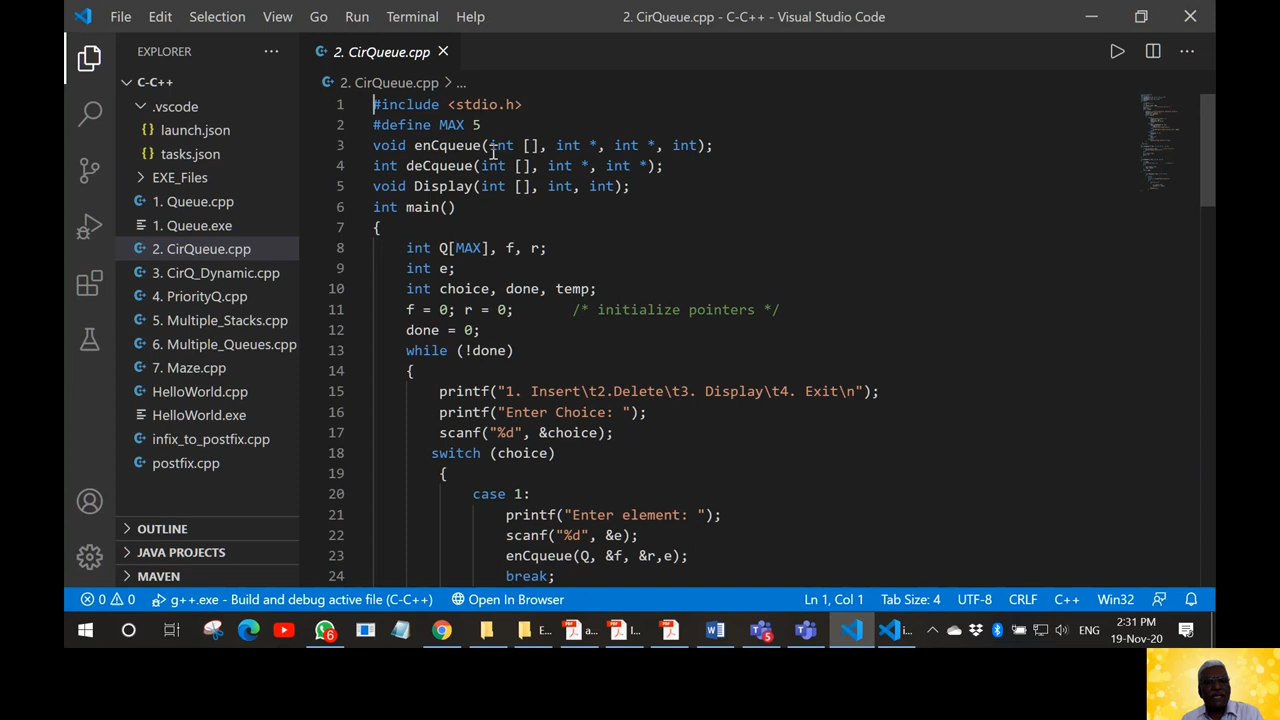 File Edit Selection View Go Run Terminal Help 2. CirQueue.cpp - C-C++ - Visual Studio Code
EXPLORER ··· 2. CirQueue.cpp
C-C++ 2. CirQueue.cpp > ...
.vscode
launch.json
tasks.json
EXE_Files
1. Queue.cpp
1. Queue.exe
2. CirQueue.cpp
3. CirQ_Dynamic.cpp
4. PriorityQ.cpp
5. Multiple_Stacks.cpp
6. Multiple_Queues.cpp
7. Maze.cpp
HelloWorld.cpp
HelloWorld.exe
infix_to_postfix.cpp
postfix.cpp
OUTLINE
JAVA PROJECTS
MAVEN
1 #include <stdio.h>
2 #define MAX 5
3 void enCqueue(int [], int *, int *, int);
4 int deCqueue(int [], int *, int *);
5 void Display(int [], int, int);
6 int main()
7 {
8 int Q[MAX], f, r;
9 int e;
10 int choice, done, temp;
11 f = 0; r = 0; /* initialize pointers */
12 done = 0;
13 while (!done)
14 {
15 printf("1. Insert\t2.Delete\t3. Display\t4. Exit\n");
16 printf("Enter Choice: ");
17 scanf("%d", &choice);
18 switch (choice)
19 {
20 case 1:
21 printf("Enter element: ");
22 scanf("%d", &e);
23 enCqueue(Q, &f, &r,e);
24 break;
0 0 g++.exe - Build and debug active file (C-C++) Open In Browser Ln 1, Col 1 Tab Size: 4 UTF-8 CRLF C++ Win32
6 E... a... I... 5 i... ENG 2:31 PM
19-Nov-20